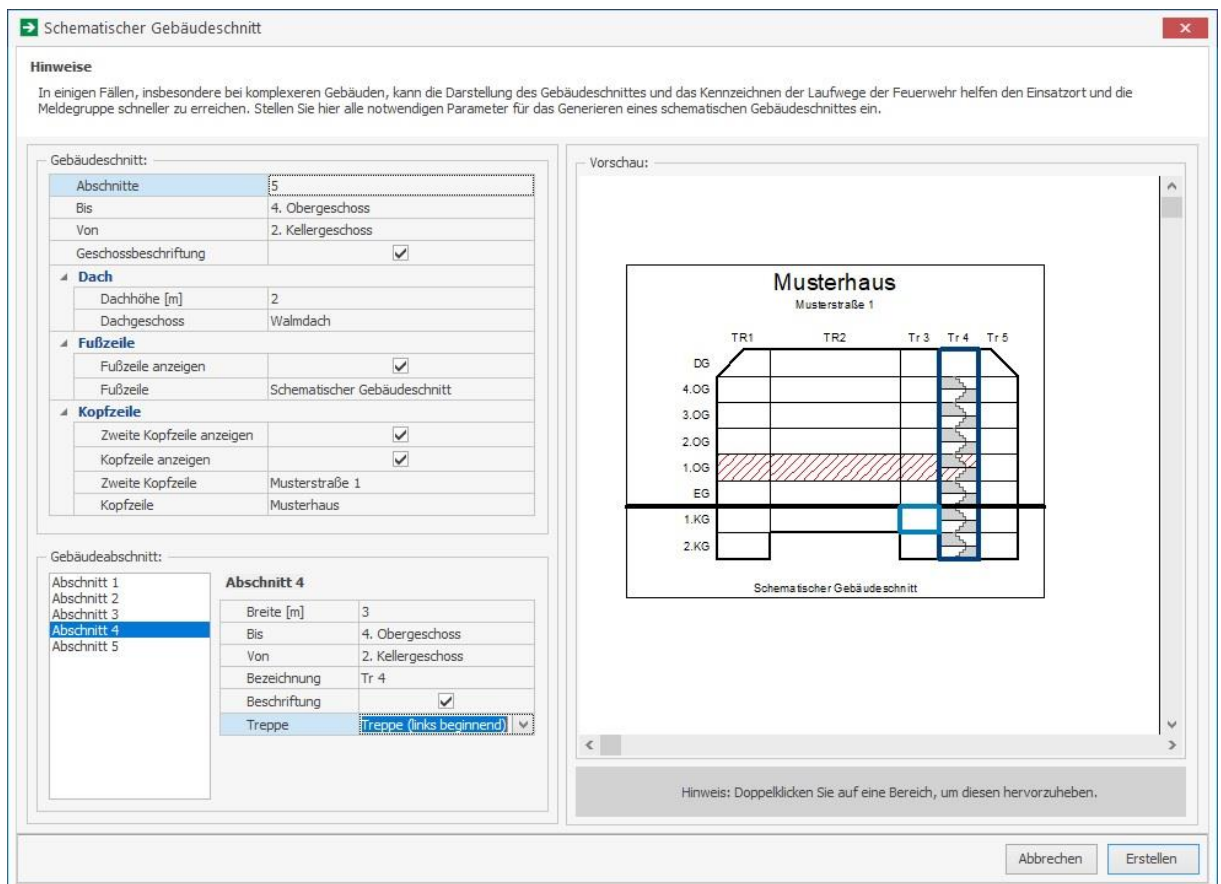 Schematischer Gebäudeschnitt
Hinweise
In einigen Fällen, insbesondere bei komplexeren Gebäuden, kann die Darstellung des Gebäudeschnittes und das Kennzeichnen der Laufwege der Feuerwehr helfen den Einsatzort und die
Meldegruppe schneller zu erreichen. Stellen Sie hier alle notwendigen Parameter für das Generieren eines schematischen Gebäudeschnittes ein.
Gebäudeschnitt:
Abschnitte 5
Bis 4. Obergeschoss
Von 2. Kellergeschoss
Geschossbeschriftung
Dach
Dachhöhe [m] 2
Dachgeschoss Walmdach
Fußzeile
Fußzeile anzeigen
Fußzeile Schematischer Gebäudeschnitt
Kopfzeile
Zweite Kopfzeile anzeigen
Kopfzeile anzeigen
Zweite Kopfzeile Musterstraße 1
Kopfzeile Musterhaus
Gebäudeabschnitt:
Abschnitt 1
Abschnitt 2
Abschnitt 3
Abschnitt 4
Abschnitt 5
Abschnitt 4
Breite [m] 3
Bis 4. Obergeschoss
Von 2. Kellergeschoss
Bezeichnung Tr 4
Beschriftung
Treppe Treppe (links beginnend)
Vorschau:
Musterhaus
Musterstraße 1
TR1 TR2 Tr 3 Tr 4 Tr 5
DG
4.OG
3.OG
2.OG
1.OG
EG
1.KG
2.KG
Schematischer Gebäudeschnitt
Hinweis: Doppelklicken Sie auf eine Bereich, um diesen hervorzuheben.
Abbrechen Erstellen